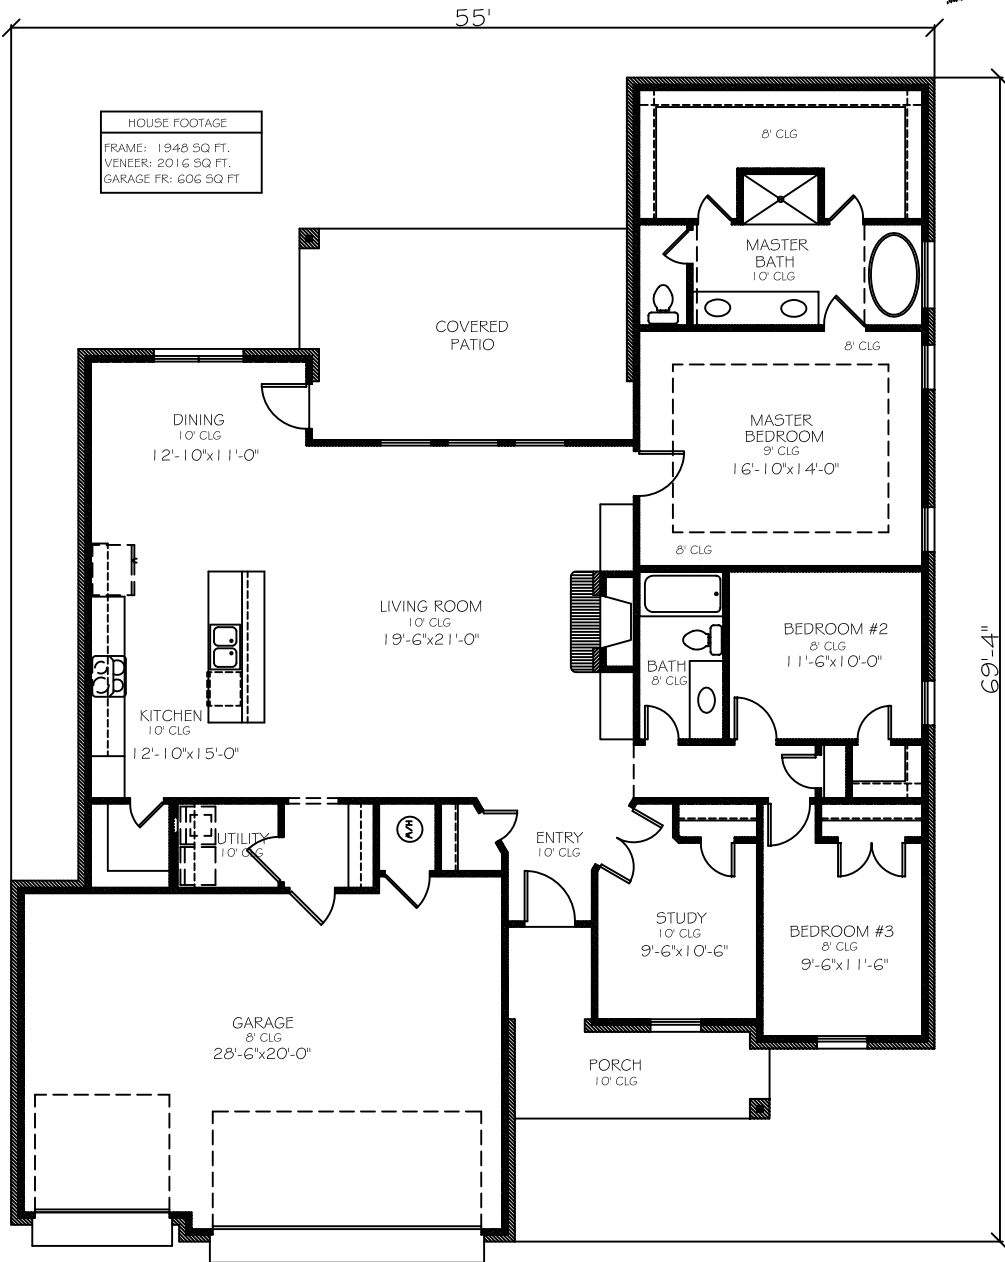 55'
HOUSE FOOTAGE
FRAME: 1948 SQ FT.
VENEER: 2016 SQ FT.
GARAGE FR: 606 SQ FT
8' CLG
MASTER
BATH
10' CLG
COVERED
PATIO
8' CLG
DINING
10' CLG
12'-10"x11'-0"
MASTER
BEDROOM
9' CLG
16'-10"x14'-0"
8' CLG
LIVING ROOM
10' CLG
19'-6"x21'-0"
BEDROOM #2
8' CLG
11'-6"x10'-0"
69'-4"
BATH
8' CLG
KITCHEN
10' CLG
12'-10"x15'-0"
UTILITY
10' CLG
A/H
ENTRY
10' CLG
STUDY
10' CLG
9'-6"x10'-6"
BEDROOM #3
8' CLG
9'-6"x11'-6"
GARAGE
8' CLG
28'-6"x20'-0"
PORCH
10' CLG